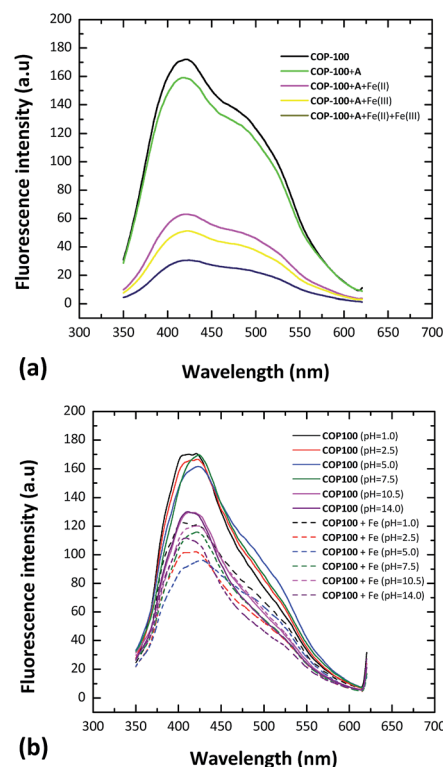 200
180
160
140
120
100
80
60
40
20
0
Fluorescence intensity (a.u)
COP-100
COP-100+A
COP-100+A+Fe(II)
COP-100+A+Fe(III)
COP-100+A+Fe(II)+Fe(III)
300 350 400 450 500 550 600 650 700
Wavelength (nm)
(a)
200
180
160
140
120
100
80
60
40
20
0
Fluorescence intensity (a.u)
COP100 (pH=1.0)
COP100 (pH=2.5)
COP100 (pH=5.0)
COP100 (pH=7.5)
COP100 (pH=10.5)
COP100 (pH=14.0)
COP100 + Fe (pH=1.0)
COP100 + Fe (pH=2.5)
COP100 + Fe (pH=5.0)
COP100 + Fe (pH=7.5)
COP100 + Fe (pH=10.5)
COP100 + Fe (pH=14.0)
300 350 400 450 500 550 600 650 700
Wavelength (nm)
(b)